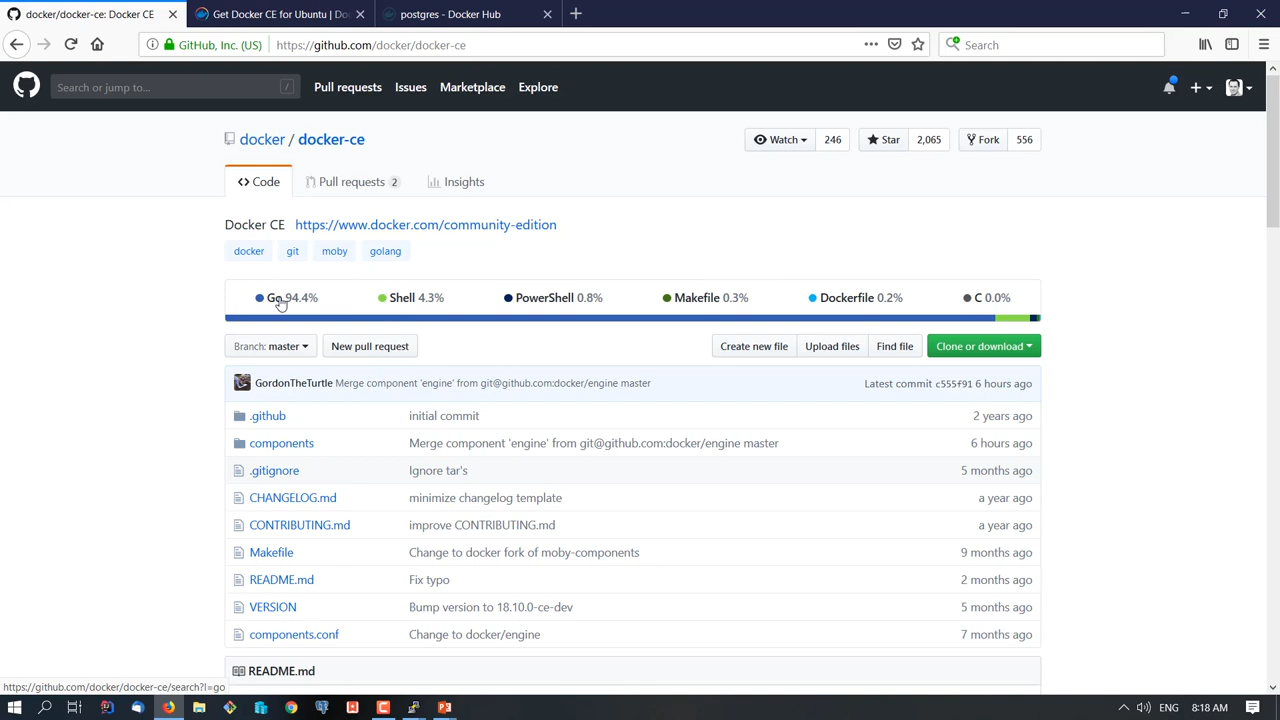 docker/docker-ce: Docker CE
Get Docker CE for Ubuntu | Do
postgres - Docker Hub
GitHub, Inc. (US)
https://github.com/docker/docker-ce
Search
Search or jump to...
/
Pull requests
Issues
Marketplace
Explore
docker / docker-ce
Watch
246
Star
2,065
Fork
556
Code
Pull requests 2
Insights
Docker CE https://www.docker.com/community-edition
docker
git
moby
golang
Go 94.4%
Shell 4.3%
PowerShell 0.8%
Makefile 0.3%
Dockerfile 0.2%
C 0.0%
Branch: master
New pull request
Create new file
Upload files
Find file
Clone or download
GordonTheTurtle Merge component 'engine' from git@github.com:docker/engine master
Latest commit c555f91 6 hours ago
.github
initial commit
2 years ago
components
Merge component 'engine' from git@github.com:docker/engine master
6 hours ago
.gitignore
Ignore tar's
5 months ago
CHANGELOG.md
minimize changelog template
a year ago
CONTRIBUTING.md
improve CONTRIBUTING.md
a year ago
Makefile
Change to docker fork of moby-components
9 months ago
README.md
Fix typo
2 months ago
VERSION
Bump version to 18.10.0-ce-dev
5 months ago
components.conf
Change to docker/engine
7 months ago
README.md
https://github.com/docker/docker-ce/search?l=go
ENG
8:18 AM